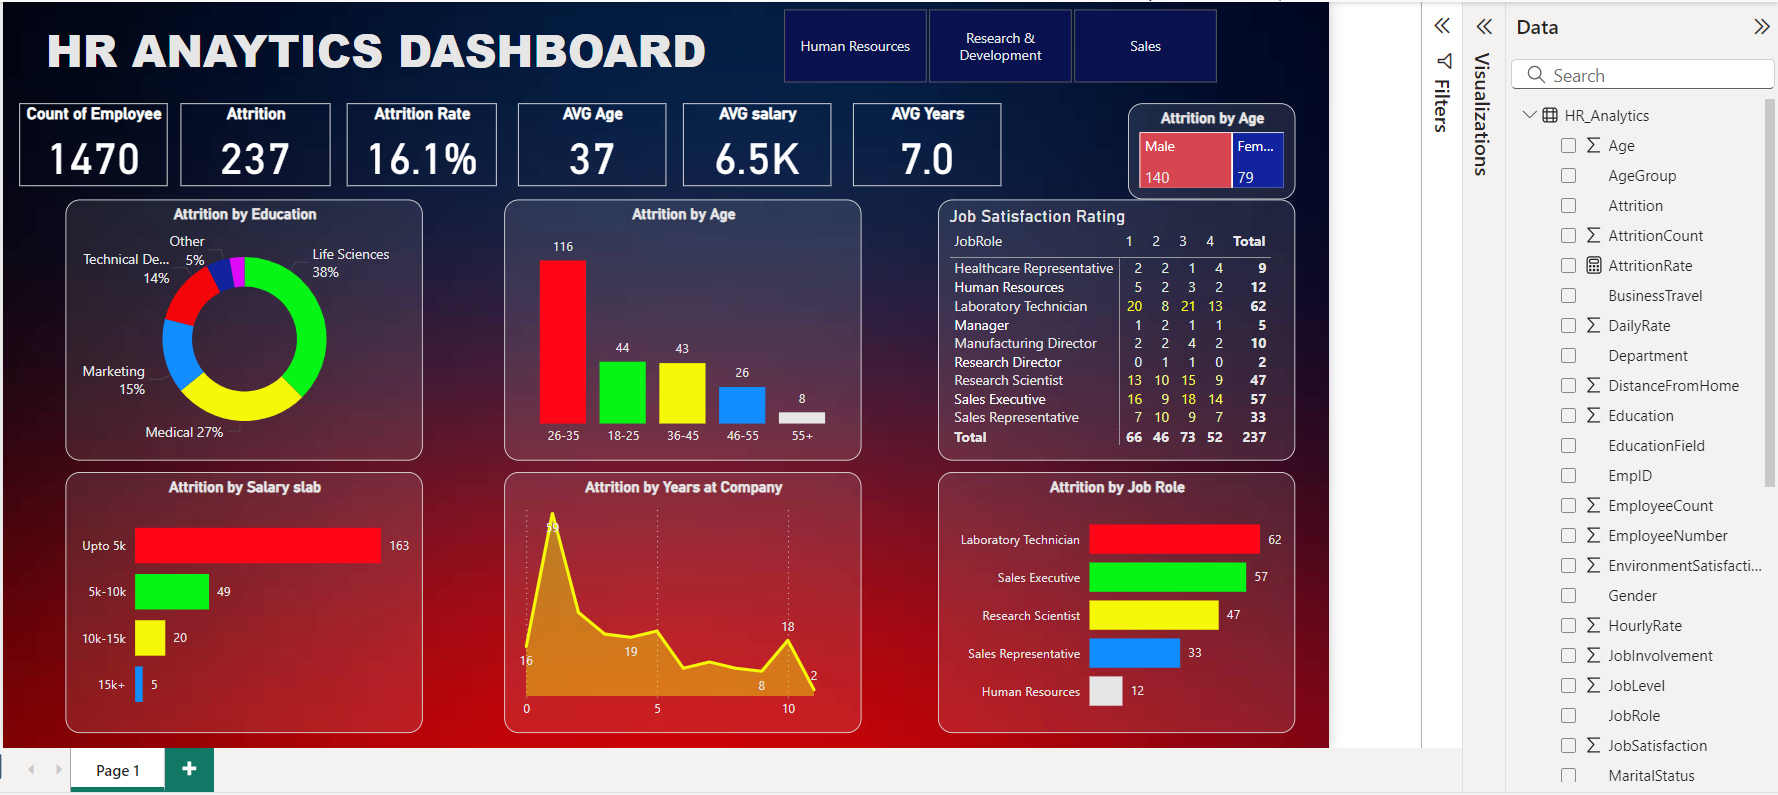 HR ANAYTICS DASHBOARD
Human Resources
Research &
Development
Sales
Count of Employee
1470
Attrition
237
Attrition Rate
16.1%
AVG Age
37
AVG salary
6.5K
AVG Years
7.0
Attrition by Age
Male
140
Fem...
79
Attrition by Education
Other
5%
Technical De...
14%
Life Sciences
38%
Marketing
15%
Medical 27%
Attrition by Age
116
44
43
26
8
26-35 18-25 36-45 46-55 55+
Job Satisfaction Rating
JobRole 1 2 3 4 Total
Healthcare Representative 2 2 1 4 9
Human Resources 5 2 3 2 12
Laboratory Technician 20 8 21 13 62
Manager 1 2 1 1 5
Manufacturing Director 2 2 4 2 10
Research Director 0 1 1 0 2
Research Scientist 13 10 15 9 47
Sales Executive 16 9 18 14 57
Sales Representative 7 10 9 7 33
Total 66 46 73 52 237
Attrition by Salary slab
Upto 5k 163
5k-10k 49
10k-15k 20
15k+ 5
Attrition by Years at Company
59
16
19
18
8
2
0 5 10
Attrition by Job Role
Laboratory Technician 62
Sales Executive 57
Research Scientist 47
Sales Representative 33
Human Resources 12
Page 1
+
Filters
Visualizations
Data
Search
HR_Analytics
Age
AgeGroup
Attrition
AttritionCount
AttritionRate
BusinessTravel
DailyRate
Department
DistanceFromHome
Education
EducationField
EmpID
EmployeeCount
EmployeeNumber
EnvironmentSatisfacti...
Gender
HourlyRate
JobInvolvement
JobLevel
JobRole
JobSatisfaction
MaritalStatus